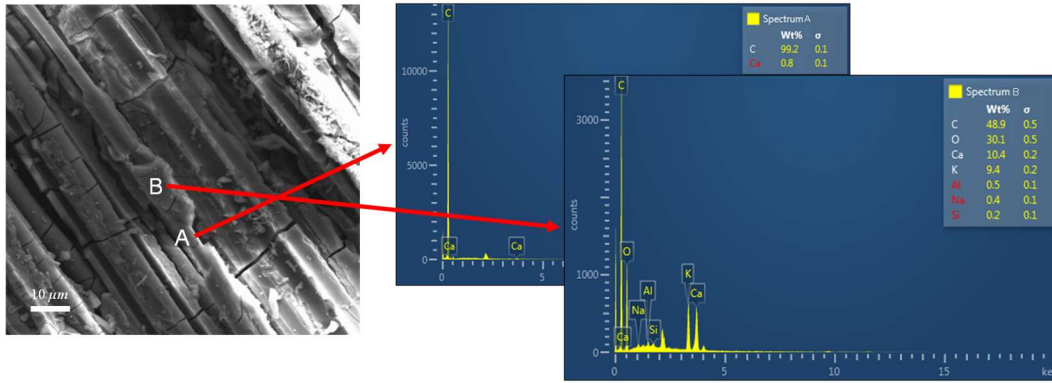 B
A
10 μm
C
10000
5000
0
counts
Ca
Ca
0
5
Spectrum A
Wt% σ
C 99.2 0.1
Ca 0.8 0.1
C
3000
1000
0
counts
O
Ca
Na
Al
Si
K
Ca
0
5
10
15
ke
Spectrum B
Wt% σ
C 48.9 0.5
O 30.1 0.5
Ca 10.4 0.2
K 9.4 0.2
Al 0.5 0.1
Na 0.4 0.1
Si 0.2 0.1